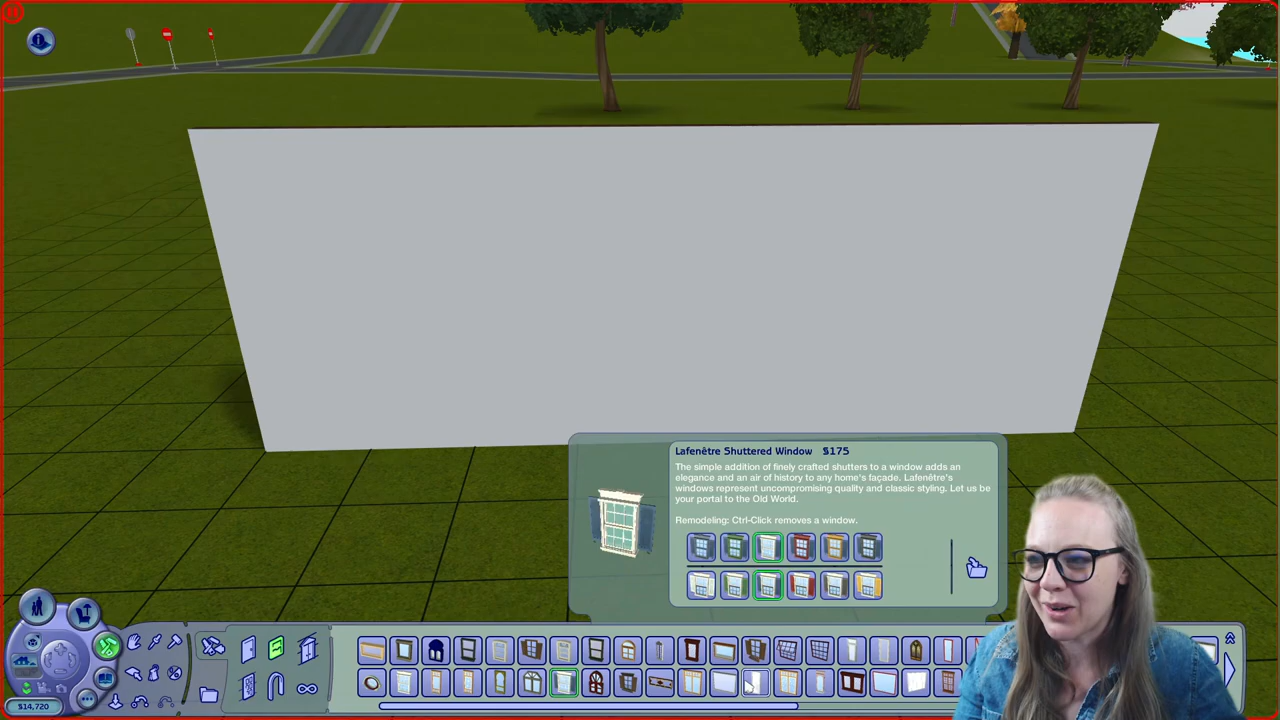 Lafenêtre Shuttered Window §175
The simple addition of finely crafted shutters to a window adds an
elegance and an air of history to any home's façade. Lafenêtre's
windows represent uncompromising quality and classic styling. Let us be
your portal to the Old World.
Remodeling: Ctrl-Click removes a window.
§14,720